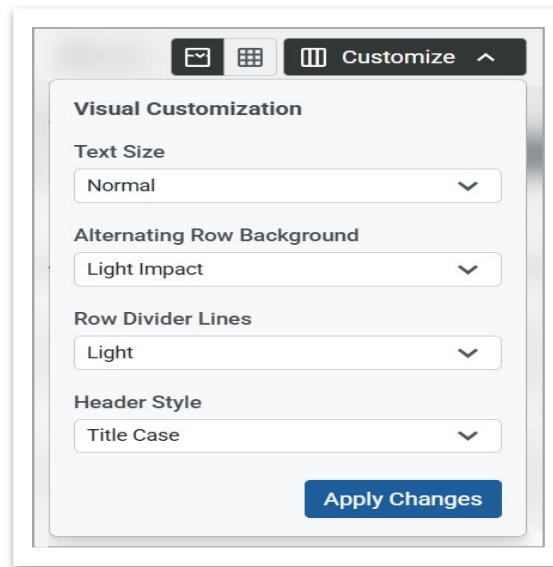 Customize
Visual Customization
Text Size
Normal
Alternating Row Background
Light Impact
Row Divider Lines
Light
Header Style
Title Case
Apply Changes